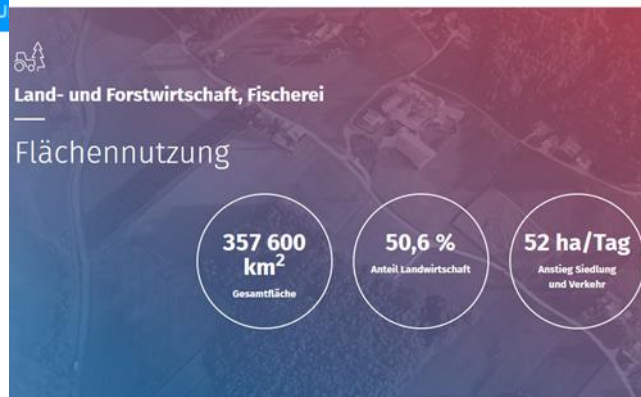 U
Land- und Forstwirtschaft, Fischerei
Flächennutzung
357 600
km²
Gesamtfläche
50,6 %
Anteil Landwirtschaft
52 ha/Tag
Anstieg Siedlung
und Verkehr